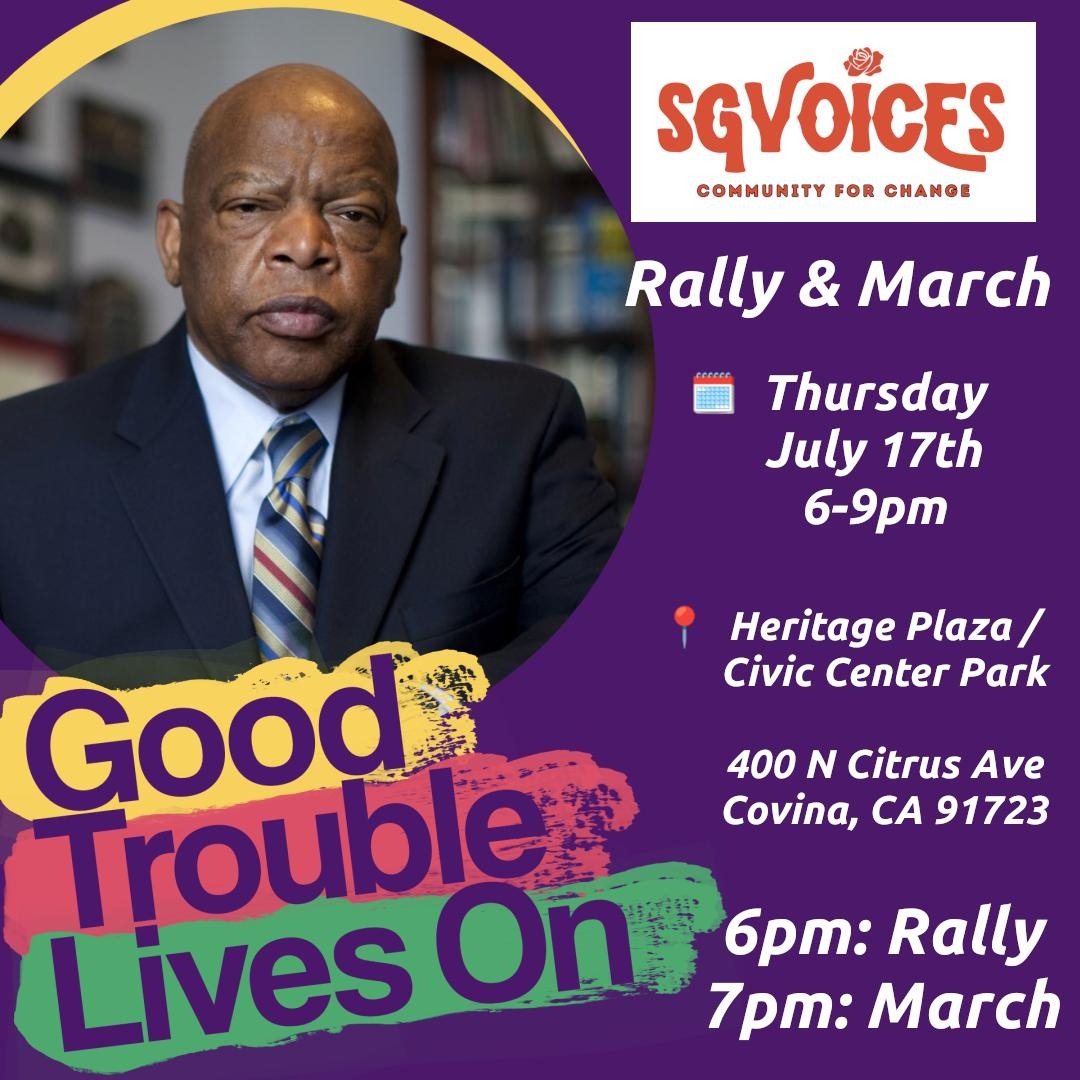 SGVOICES
COMMUNITY FOR CHANGE
Rally & March
Thursday
July 17th
6-9pm
Heritage Plaza /
Civic Center Park
400 N Citrus Ave
Covina, CA 91723
6pm: Rally
7pm: March
Good
Trouble
Lives On